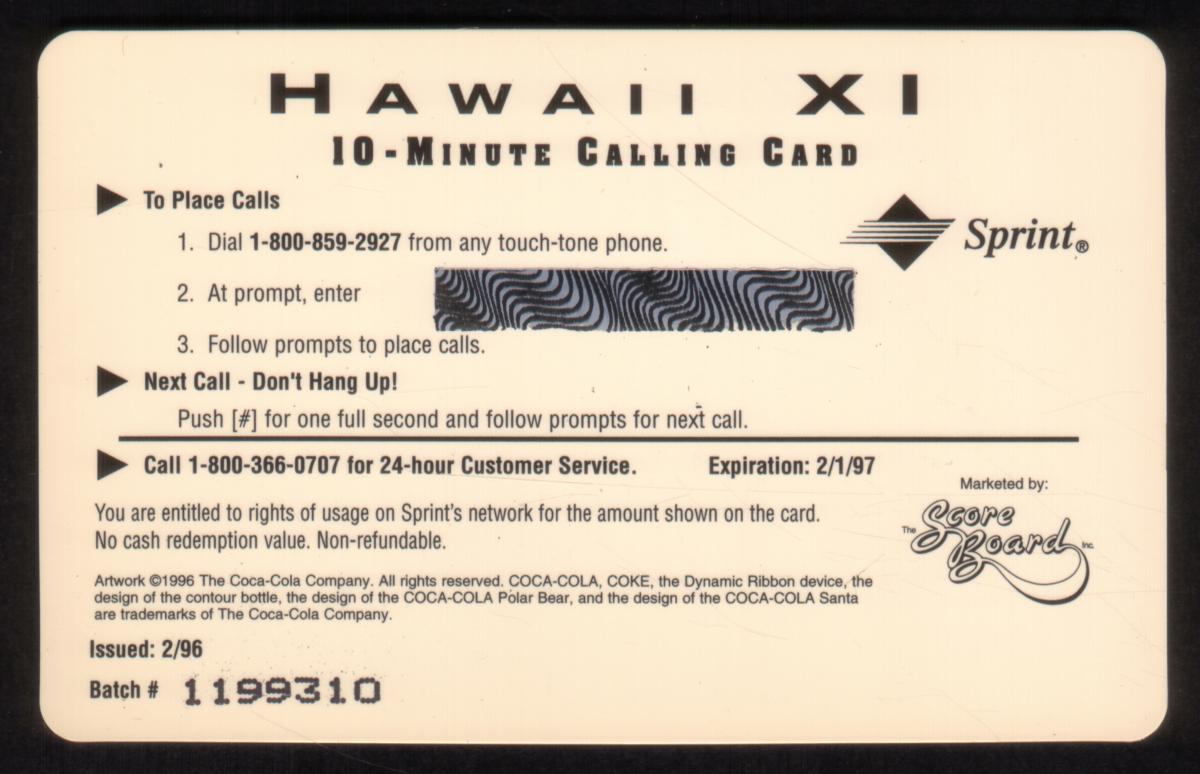 HAWAII XI
10-MINUTE CALLING CARD
To Place Calls
1. Dial 1-800-859-2927 from any touch-tone phone.
Sprint®
2. At prompt, enter
3. Follow prompts to place calls.
Next Call - Don't Hang Up!
Push [#] for one full second and follow prompts for next call.
Call 1-800-366-0707 for 24-hour Customer Service. Expiration: 2/1/97
Marketed by:
The Score Board Inc.
You are entitled to rights of usage on Sprint's network for the amount shown on the card.
No cash redemption value. Non-refundable.
Artwork ©1996 The Coca-Cola Company. All rights reserved. COCA-COLA, COKE, the Dynamic Ribbon device, the
design of the contour bottle, the design of the COCA-COLA Polar Bear, and the design of the COCA-COLA Santa
are trademarks of The Coca-Cola Company.
Issued: 2/96
Batch # 1199310